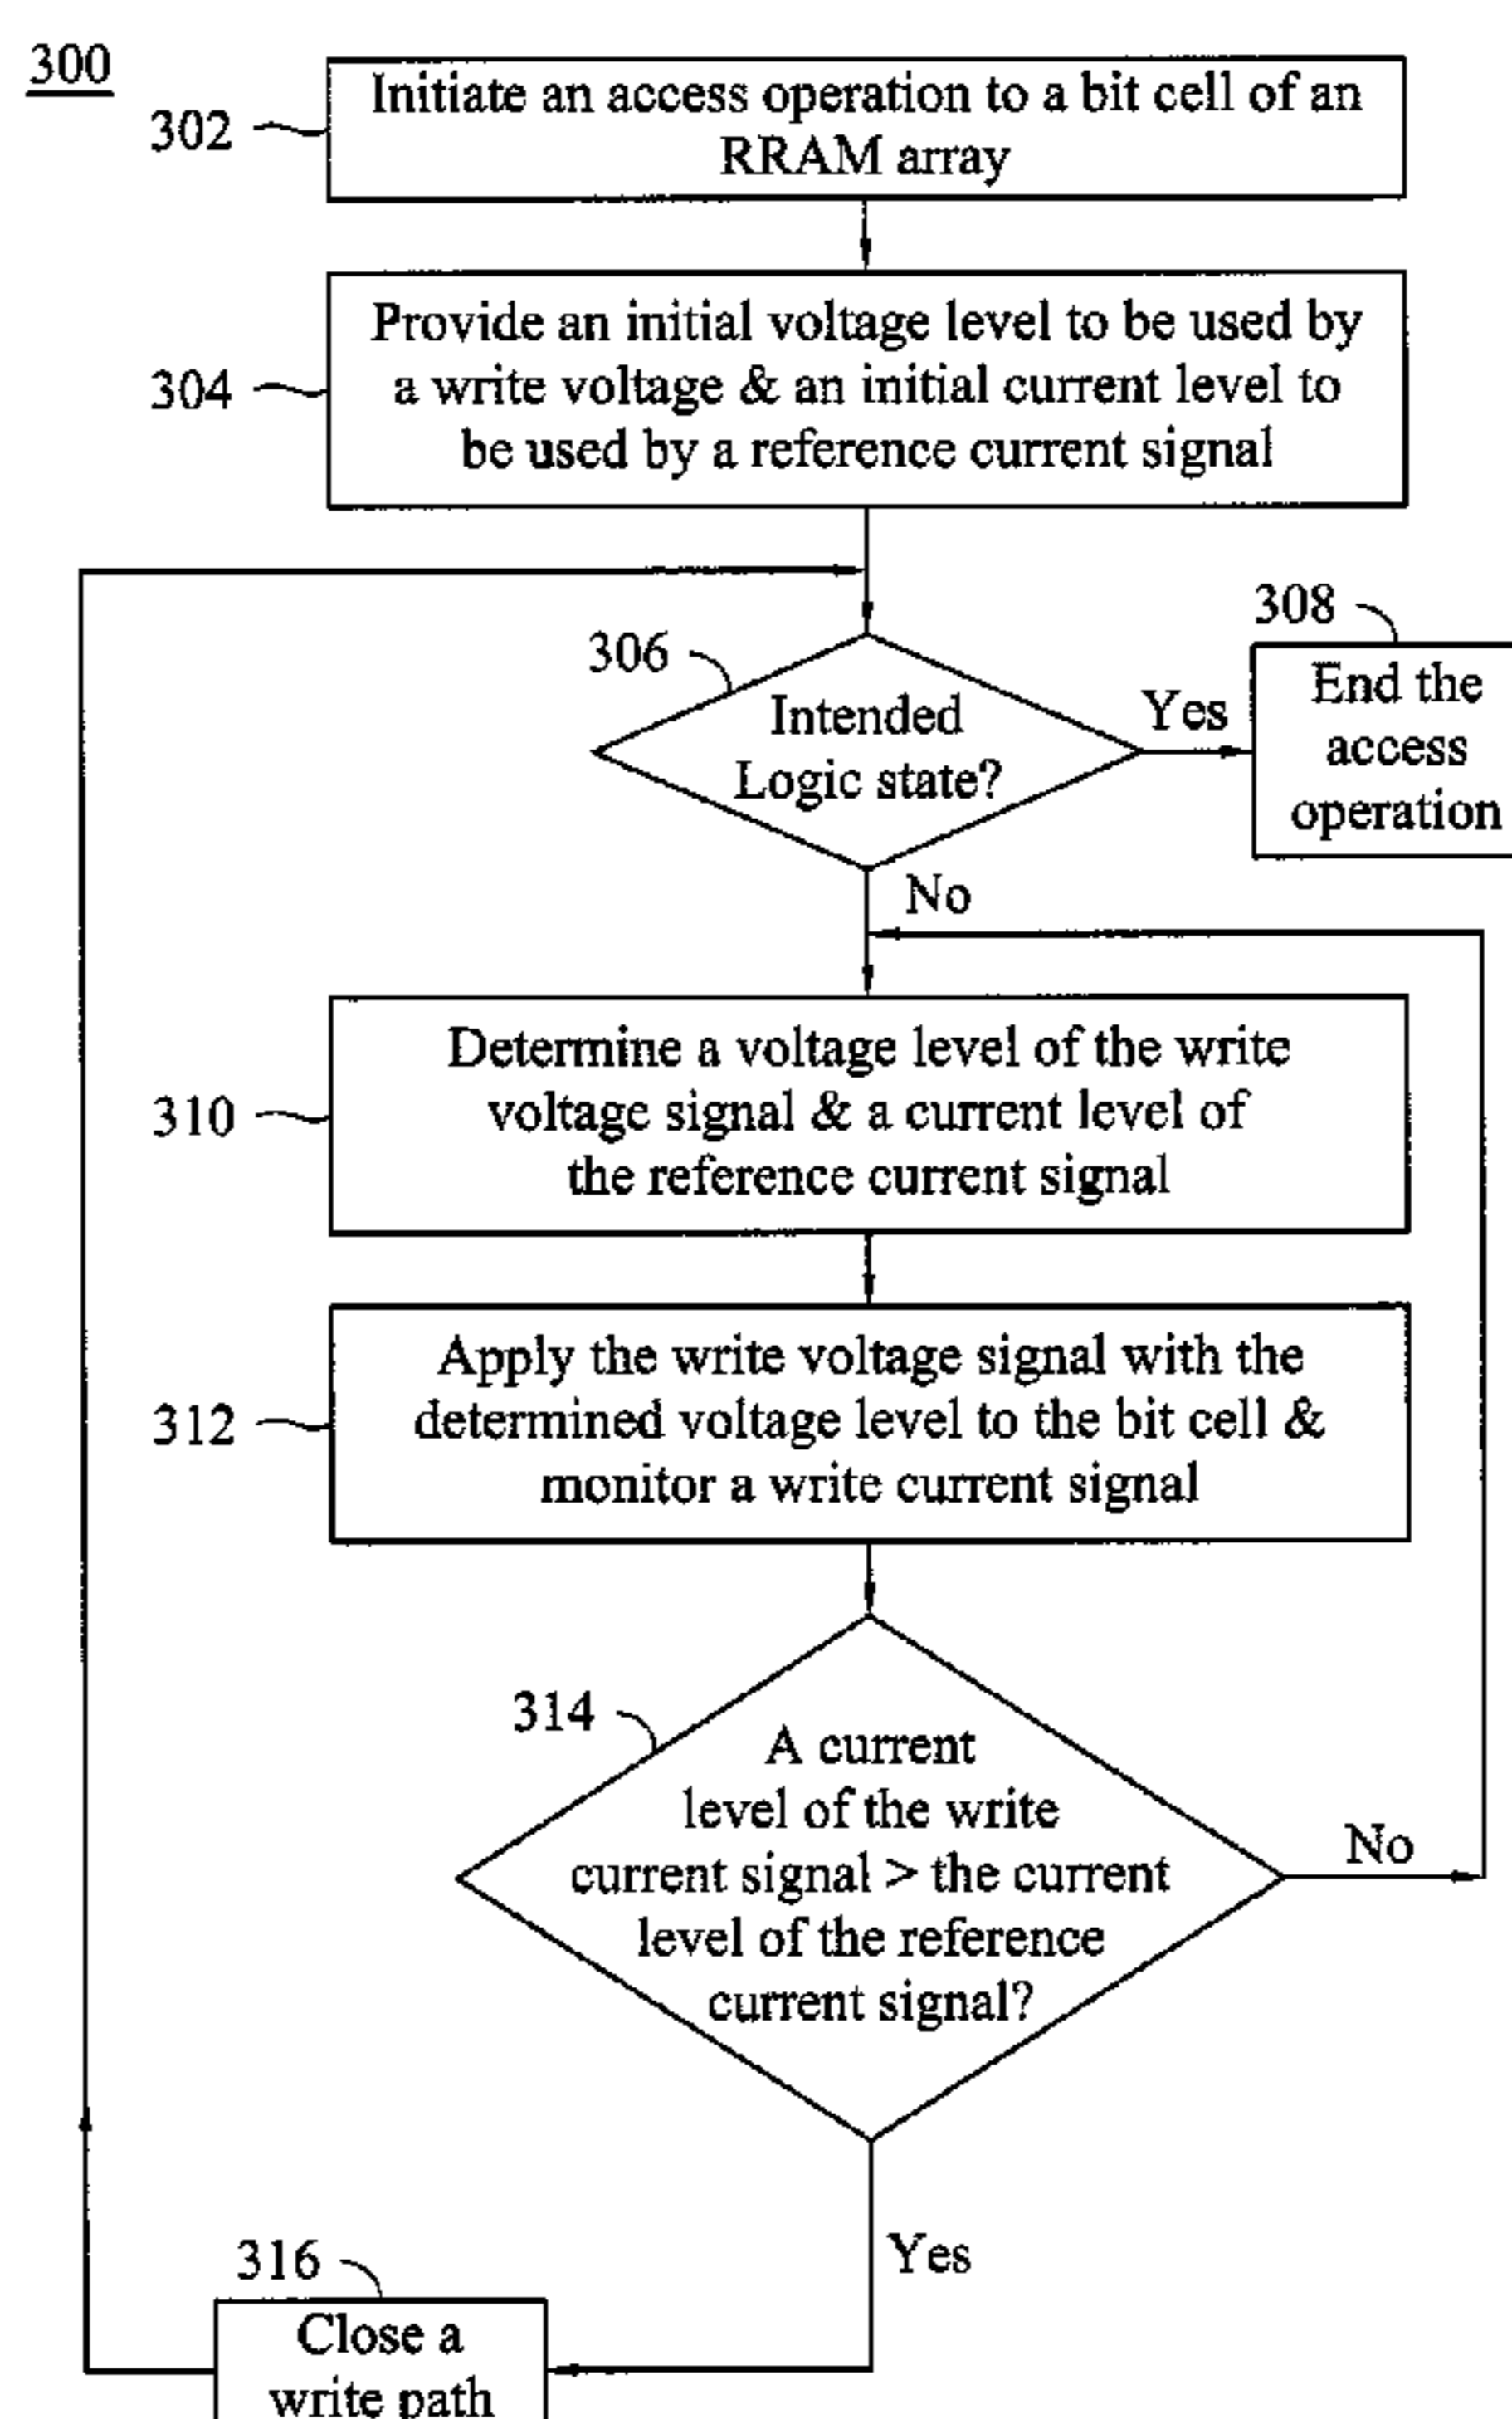 300
302
Initiate an access operation to a bit cell of an
RRAM array
304
Provide an initial voltage level to be used by
a write voltage & an initial current level to
be used by a reference current signal
306
Intended
Logic state?
Yes
308
End the
access
operation
No
310
Determine a voltage level of the write
voltage signal & a current level of
the reference current signal
312
Apply the write voltage signal with the
determined voltage level to the bit cell &
monitor a write current signal
314
A current
level of the write
current signal > the current
level of the reference
current signal?
No
Yes
316
Close a
write path